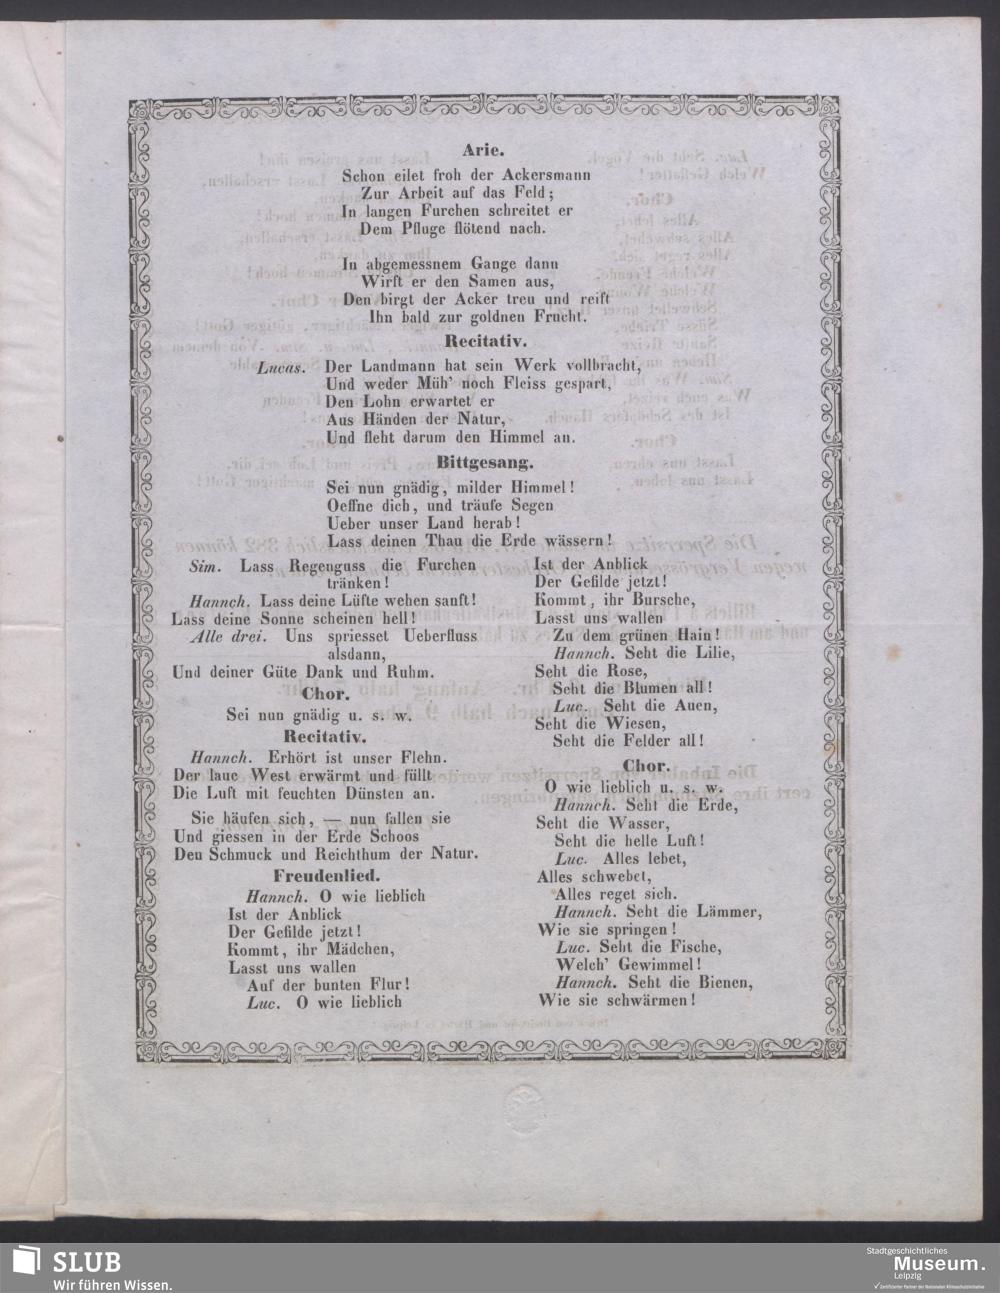 Arie.
Schon eilet froh der Ackersmann
Zur Arbeit auf das Feld;
In langen Furchen schreitet er
Dem Pfluge flötend nach.
In abgemessnem Gange dann
Wirft er den Samen aus,
Den birgt der Acker treu und reift
Ihn bald zur goldnen Frucht.
Recitativ.
Lucas. Der Landmann hat sein Werk vollbracht,
Und weder Müh' noch Fleiss gespart,
Den Lohn erwartet er
Aus Händen der Natur,
Und fleht darum den Himmel an.
Bittgesang.
Sei nun gnädig, milder Himmel!
Oeffne dich, und träufe Segen
Ueber unser Land herab!
Lass deinen Thau die Erde wässern!
Sim. Lass Regenguss die Furchen
tränken!
Hannch. Lass deine Lüfte wehen sanft!
Lass deine Sonne scheinen hell!
Alle drei. Uns spriesset Ueberfluss
alsdann,
Und deiner Güte Dank und Ruhm.
Chor.
Sei nun gnädig u. s. w.
Recitativ.
Hannch. Erhört ist unser Flehn.
Der laue West erwärmt und füllt
Die Luft mit feuchten Dünsten an.
Sie häufen sich, — nun fallen sie
Und giessen in der Erde Schoos
Den Schmuck und Reichthum der Natur.
Freudenlied.
Hannch. O wie lieblich
Ist der Anblick
Der Gefilde jetzt!
Kommt, ihr Mädchen,
Lasst uns wallen
Auf der bunten Flur!
Luc. O wie lieblich
Ist der Anblick
Der Gefilde jetzt!
Kommt, ihr Bursche,
Lasst uns wallen
Zu dem grünen Hain!
Hannch. Seht die Lilie,
Seht die Rose,
Seht die Blumen all!
Luc. Seht die Auen,
Seht die Wiesen,
Seht die Felder all!
Chor.
O wie lieblich u. s. w.
Hannch. Seht die Erde,
Seht die Wasser,
Seht die helle Luft!
Luc. Alles lebet,
Alles schwebet,
Alles reget sich.
Hannch. Seht die Lämmer,
Wie sie springen!
Luc. Seht die Fische,
Welch' Gewimmel!
Hannch. Seht die Bienen,
Wie sie schwärmen!
SLUB
Wir führen Wissen.
Stadtgeschichtliches
Museum.
Leipzig